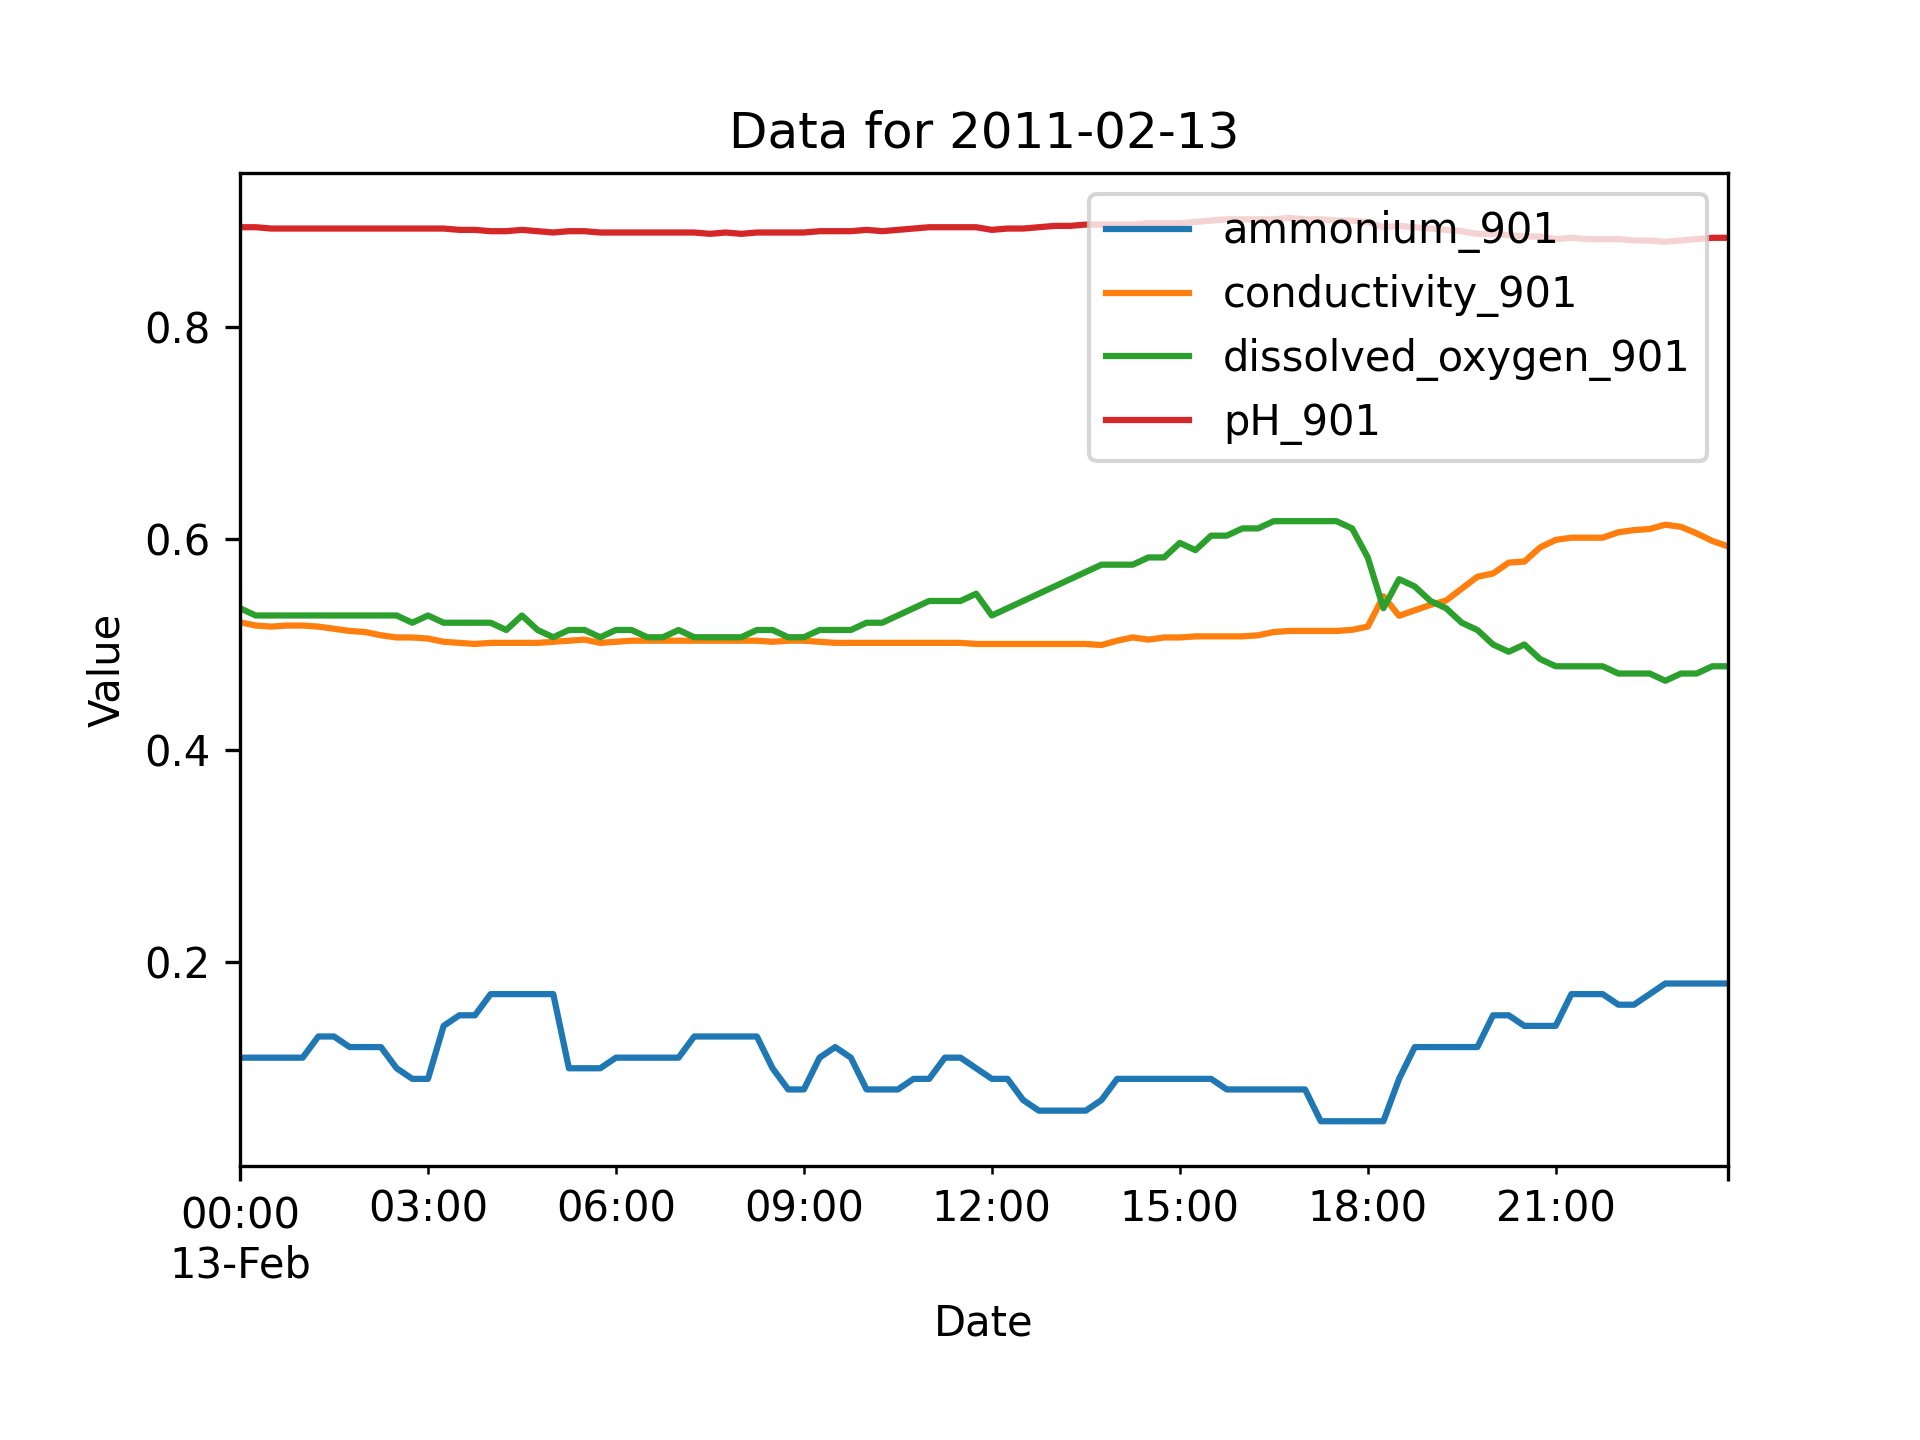 Data for 2011-02-13
ammonium_901
conductivity_901
dissolved_oxygen_901
pH_901
0.8
0.6
0.4
0.2
Value
00:00 03:00 06:00 09:00 12:00 15:00 18:00 21:00
13-Feb
Date